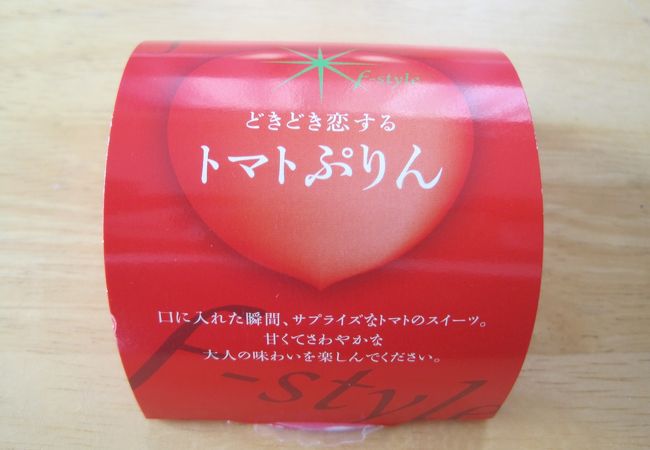 f-style
どきどき恋する
トマトぷりん
口に入れた瞬間、サプライズなトマトのスイーツ。
甘くてさわやかな
大人の味わいを楽しんでください。
f-style